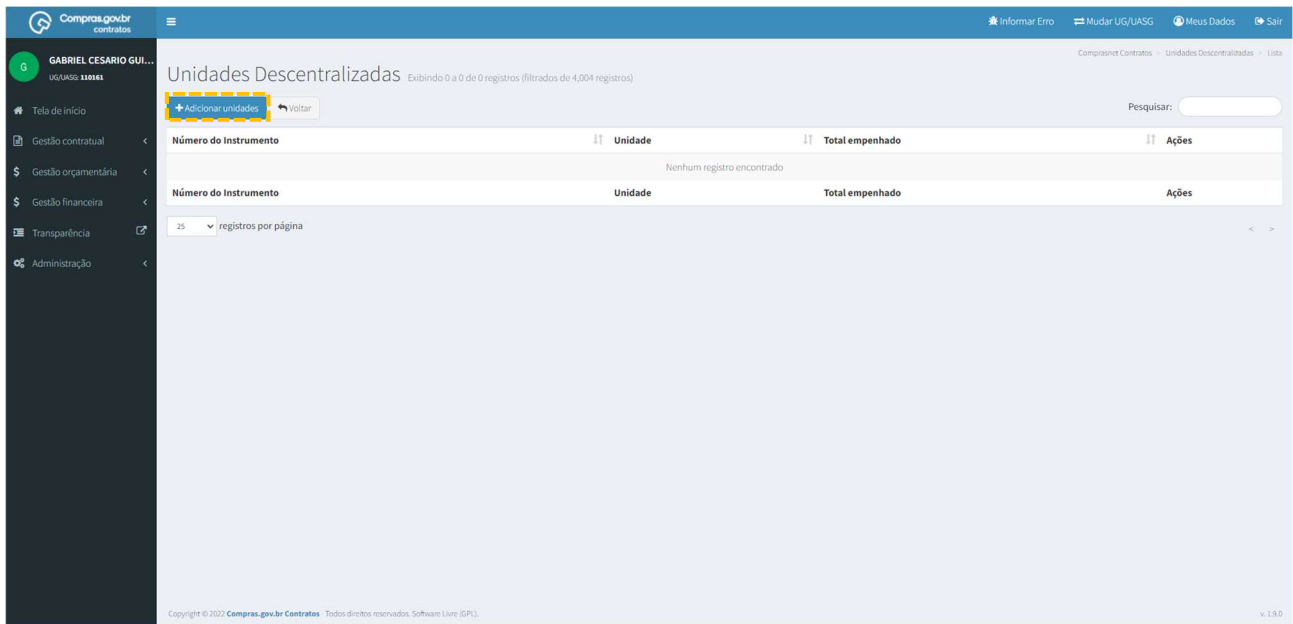 Compras.gov.br
contratos
Informar Erro Mudar UG/UASG Meus Dados Sair
G
GABRIEL CESARIO GUI...
UG/UASG: 110161
Comprasnet Contratos > Unidades Descentralizadas > Lista
Unidades Descentralizadas Exibindo 0 a 0 de 0 registros (filtrados de 4,004 registros)
+Adicionar unidades Voltar
Pesquisar:
Tela de início
Gestão contratual
Gestão orçamentária
Gestão financeira
Transparência
Administração
Número do Instrumento Unidade Total empenhado Ações
Nenhum registro encontrado
Número do Instrumento Unidade Total empenhado Ações
25 registros por página < >
Copyright © 2022 Compras.gov.br Contratos · Todos direitos reservados. Software Livre (GPL). v. 1.9.0